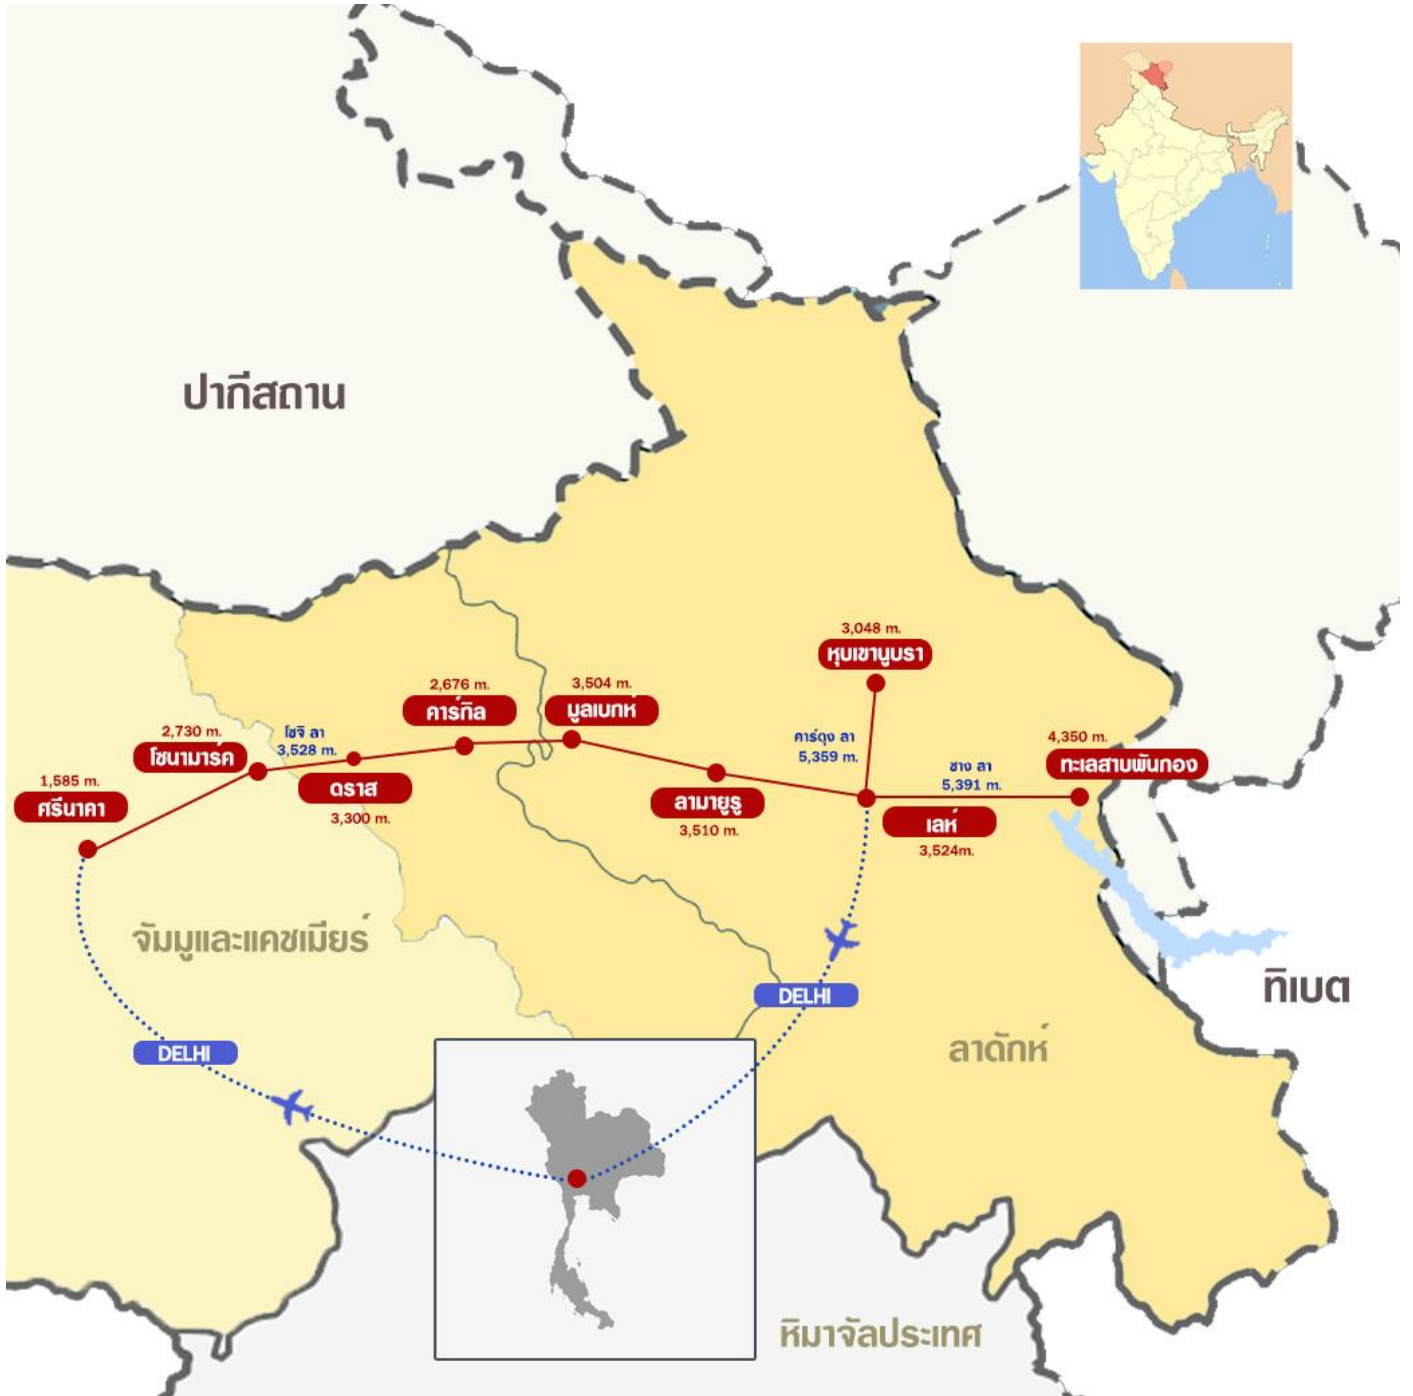 ปากีสถาน
3,048 m.
หุบเขานูบรา
2,676 m.
คาร์กิล
3,504 m.
มูลเบกห์
2,730 m.
โซนามาร์ค
โซจิ ลา
3,528 m.
คาร์ดุง ลา
5,359 m.
4,350 m.
ทะเลสาบพันกอง
1,585 m.
ศรีนาคา
ดราส
3,300 m.
ลามายูรู
3,510 m.
ชาง ลา
5,391 m.
เลห์
3,524m.
จัมมูและแคชเมียร์
DELHI
ทิเบต
DELHI
ลาดักห์
หิมาจัลประเทศ